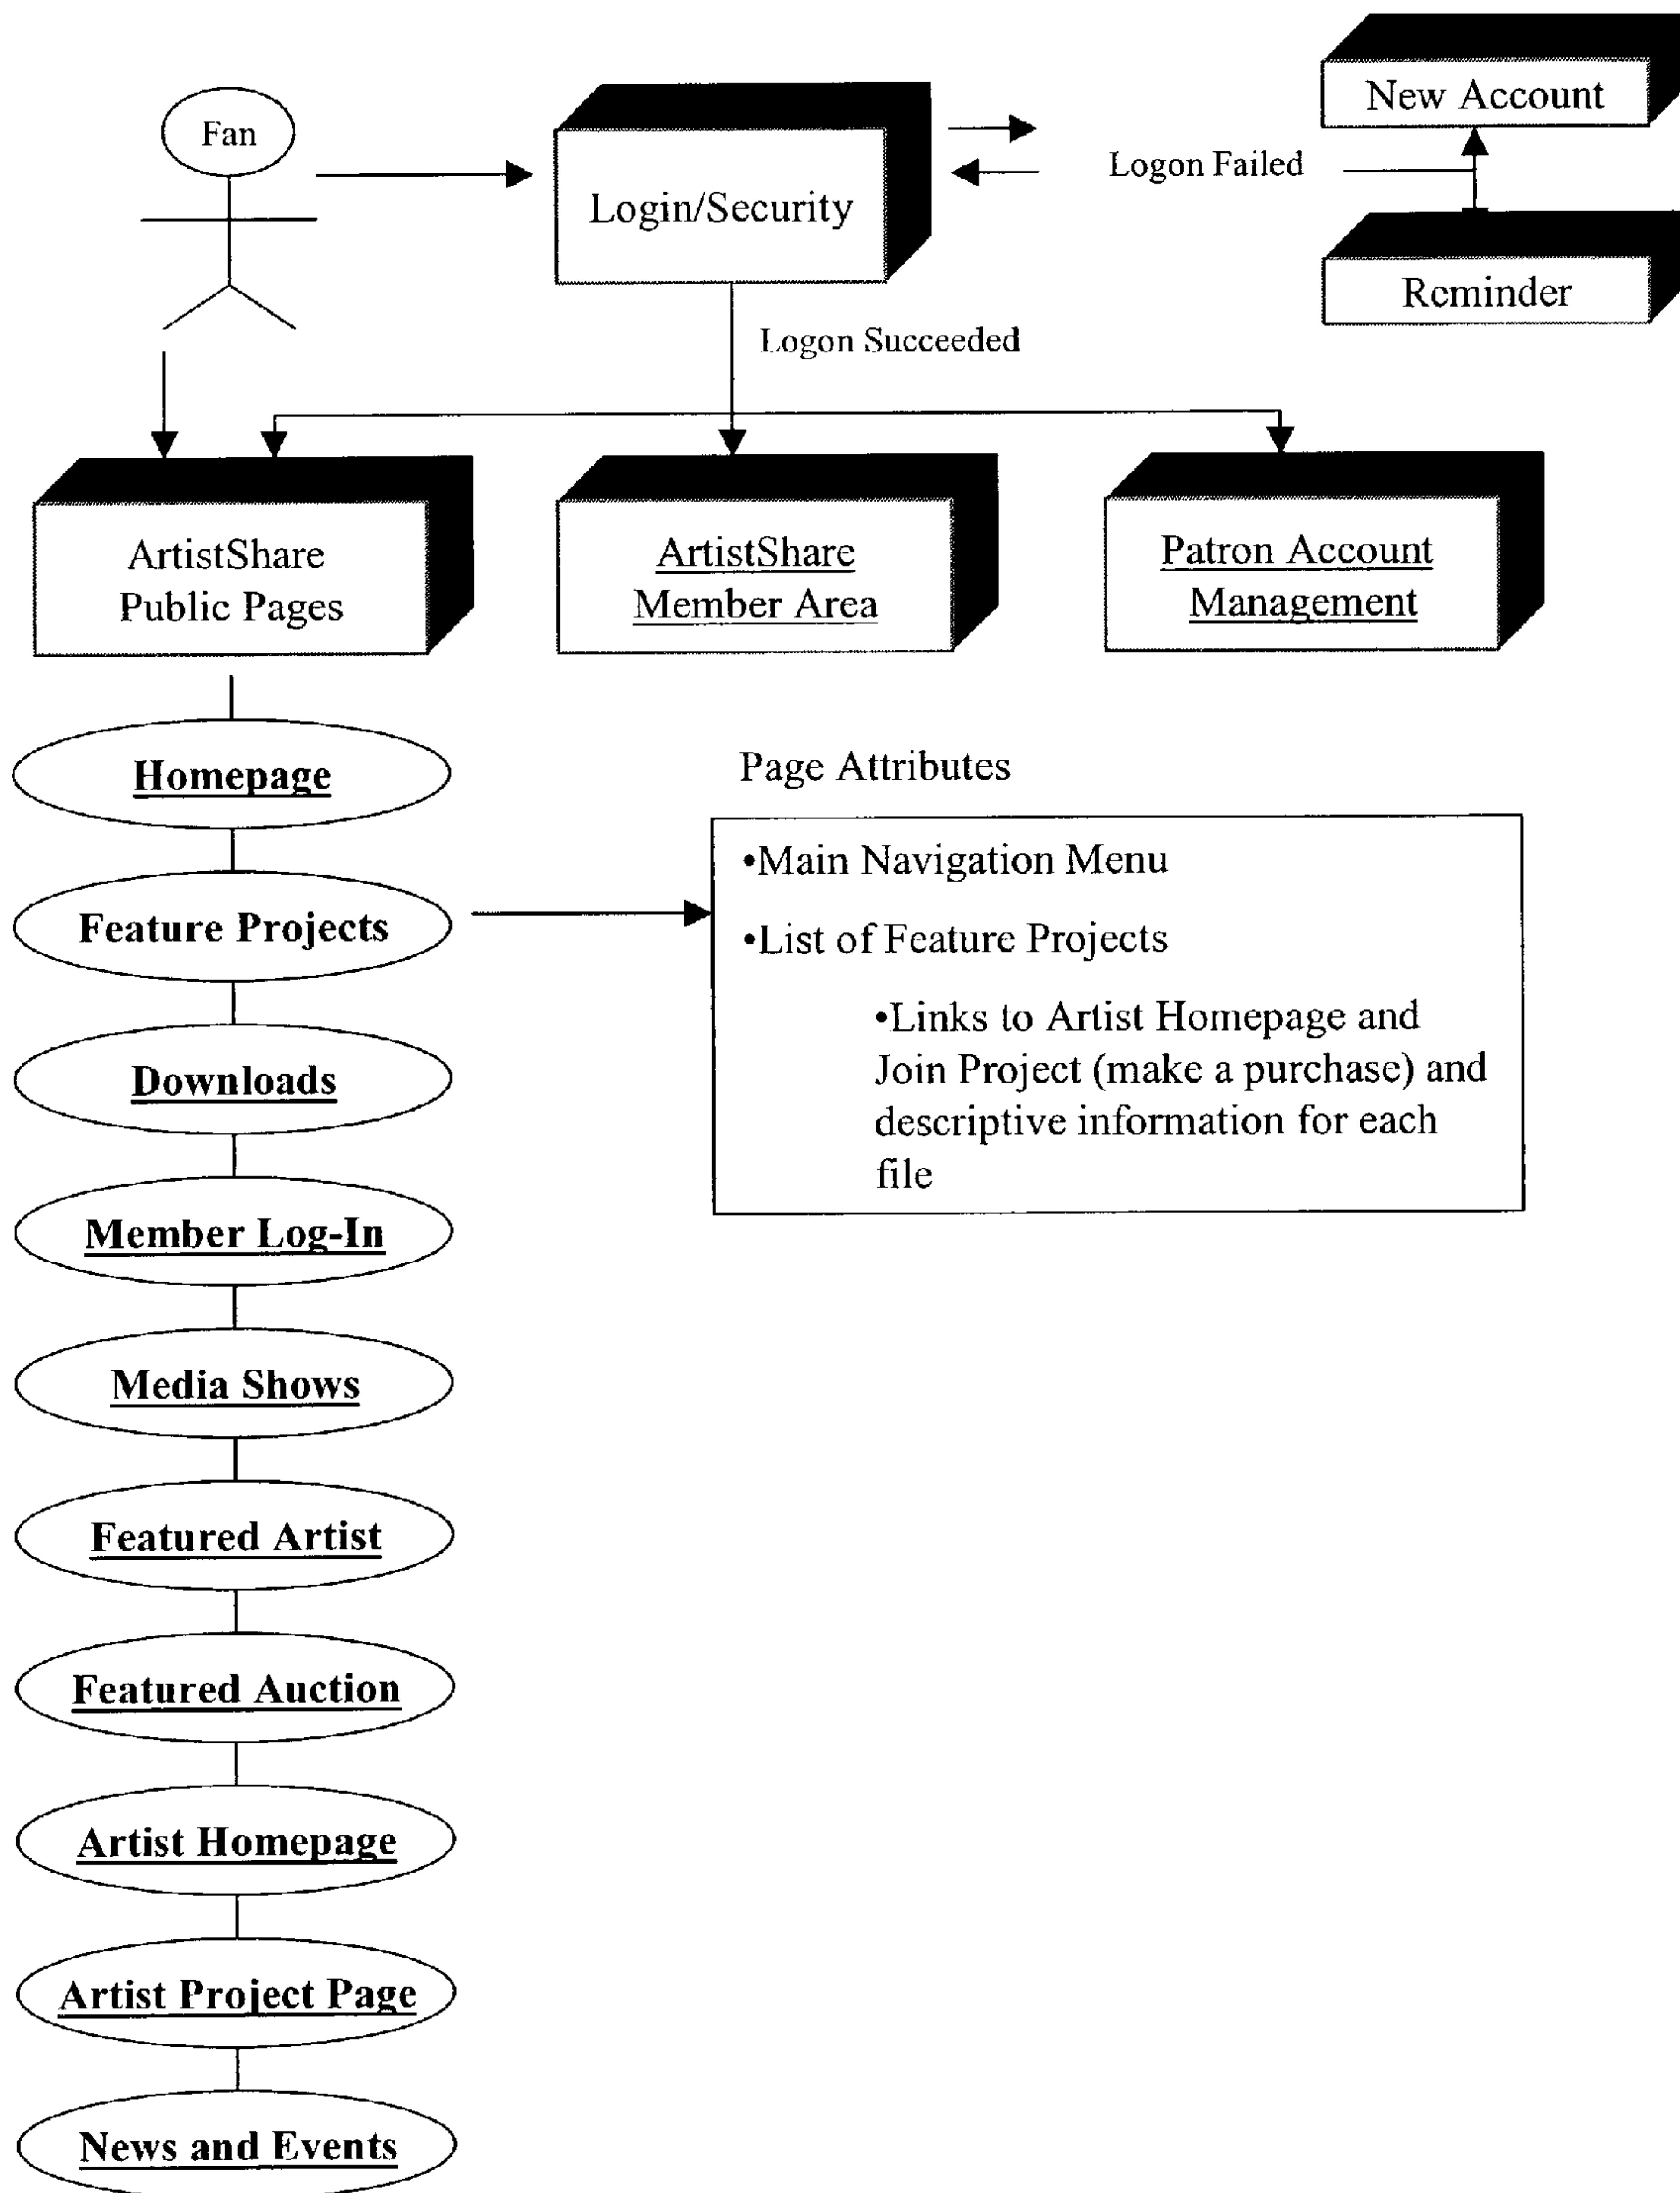 Fan
Login/Security
New Account
Logon Failed
Reminder
Logon Succeeded
ArtistShare
Public Pages
ArtistShare
Member Area
Patron Account
Management
Homepage
Feature Projects
Downloads
Member Log-In
Media Shows
Featured Artist
Featured Auction
Artist Homepage
Artist Project Page
News and Events
Page Attributes
•Main Navigation Menu
•List of Feature Projects
•Links to Artist Homepage and
Join Project (make a purchase) and
descriptive information for each
file